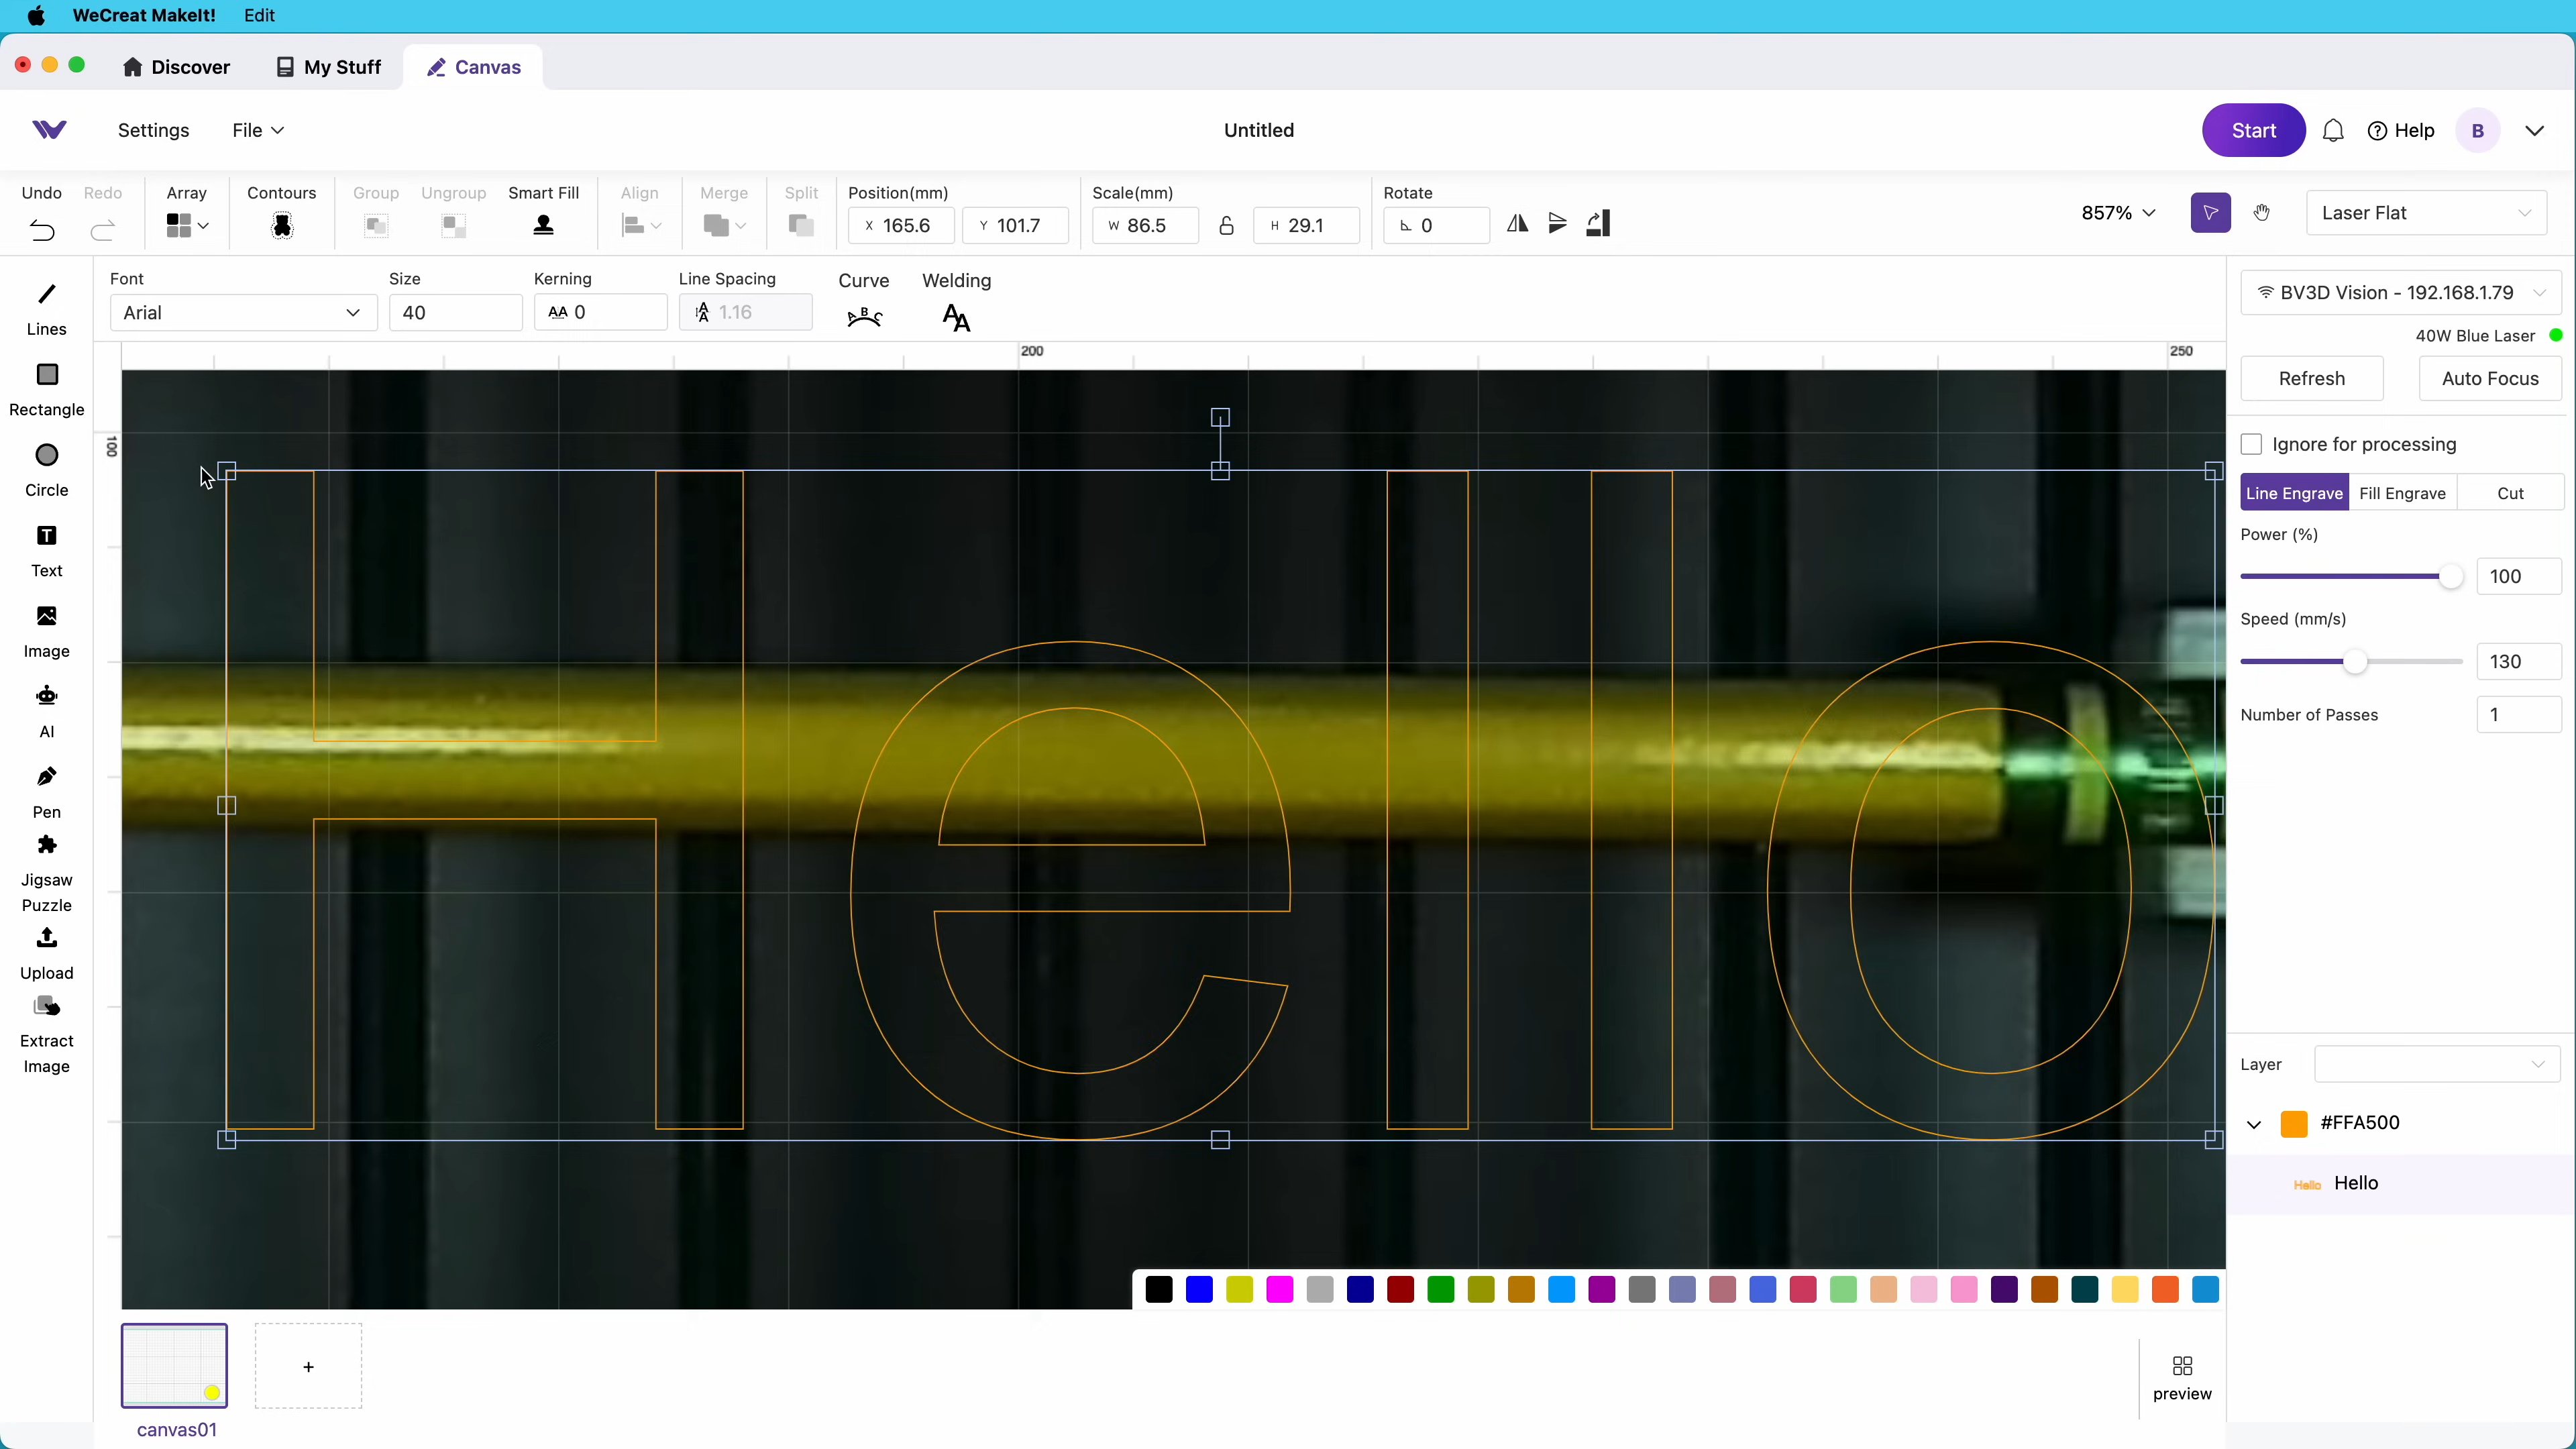 WeCreat MakeIt! Edit
Discover My Stuff Canvas
Settings File Untitled Start Help B
Undo Redo Array Contours Group Ungroup Smart Fill Align Merge Split Position(mm) Scale(mm) Rotate
X 165.6 Y 101.7 W 86.5 H 29.1 0 857% Laser Flat
Font Size Kerning Line Spacing Curve Welding
Arial 40 AA 0 1.16 A B C AA
BV3D Vision - 192.168.1.79
40W Blue Laser
Refresh Auto Focus
200 250
100
Lines
Rectangle
Circle
Text
Image
AI
Pen
Jigsaw
Puzzle
Upload
Extract
Image
Hello
Ignore for processing
Line Engrave Fill Engrave Cut
Power (%)
100
Speed (mm/s)
130
Number of Passes 1
Layer
#FFA500
Hello Hello
+
canvas01
preview